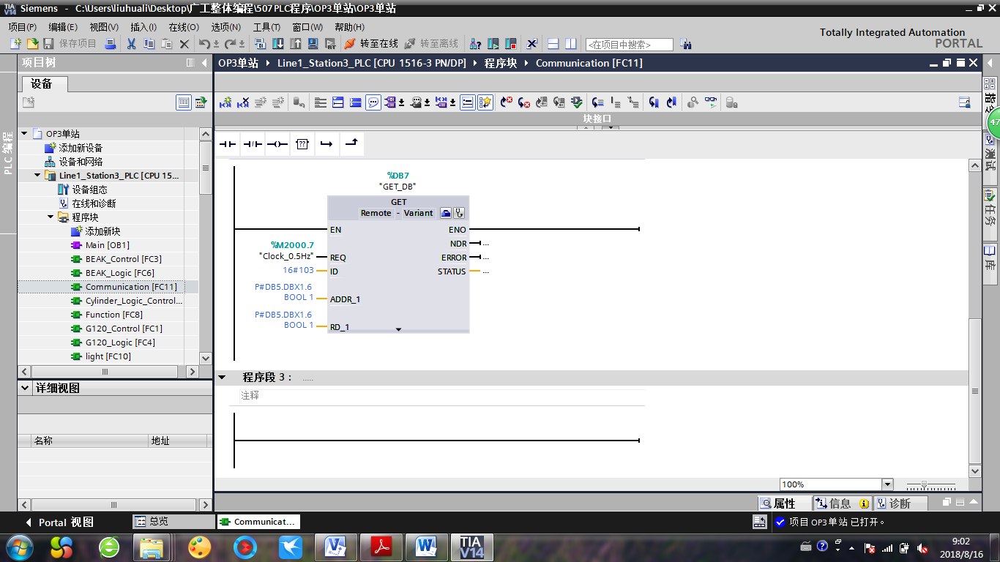 Siemens - C:\Users\liuhuali\Desktop\广工整体编程\507PLC程序\OP3单站\OP3单站
项目(P) 编辑(E) 视图(V) 插入(I) 在线(O) 选项(N) 工具(T) 窗口(W) 帮助(H)
Totally Integrated Automation
PORTAL
保存项目 转至在线 转至离线 <在项目中搜索>
项目树
OP3单站 Line1_Station3_PLC [CPU 1516-3 PN/DP] 程序块 Communication [FC11]
设备
块接口
PLC 编程
OP3单站
添加新设备
设备和网络
Line1_Station3_PLC [CPU 15...
设备组态
在线和诊断
程序块
添加新块
Main [OB1]
BEAK_Control [FC3]
BEAK_Logic [FC6]
Communication [FC11]
Cylinder_Logic_Control...
Function [FC8]
G120_Control [FC1]
G120_Logic [FC4]
light [FC10]
详细视图
名称 地址
??
%DB7
"GET_DB"
GET
Remote - Variant
EN ENO
NDR ...
%M2000.7
"Clock_0.5Hz" REQ ERROR ...
16#103 ID STATUS ...
P#DB5.DBX1.6
BOOL 1 ADDR_1
P#DB5.DBX1.6
BOOL 1 RD_1
程序段 3： .....
注释
100%
属性 信息 诊断
47
测试
任务
库
Portal 视图 总览 Communicat... 项目 OP3单站 已打开。
TIA
V14
9:02
2018/8/16